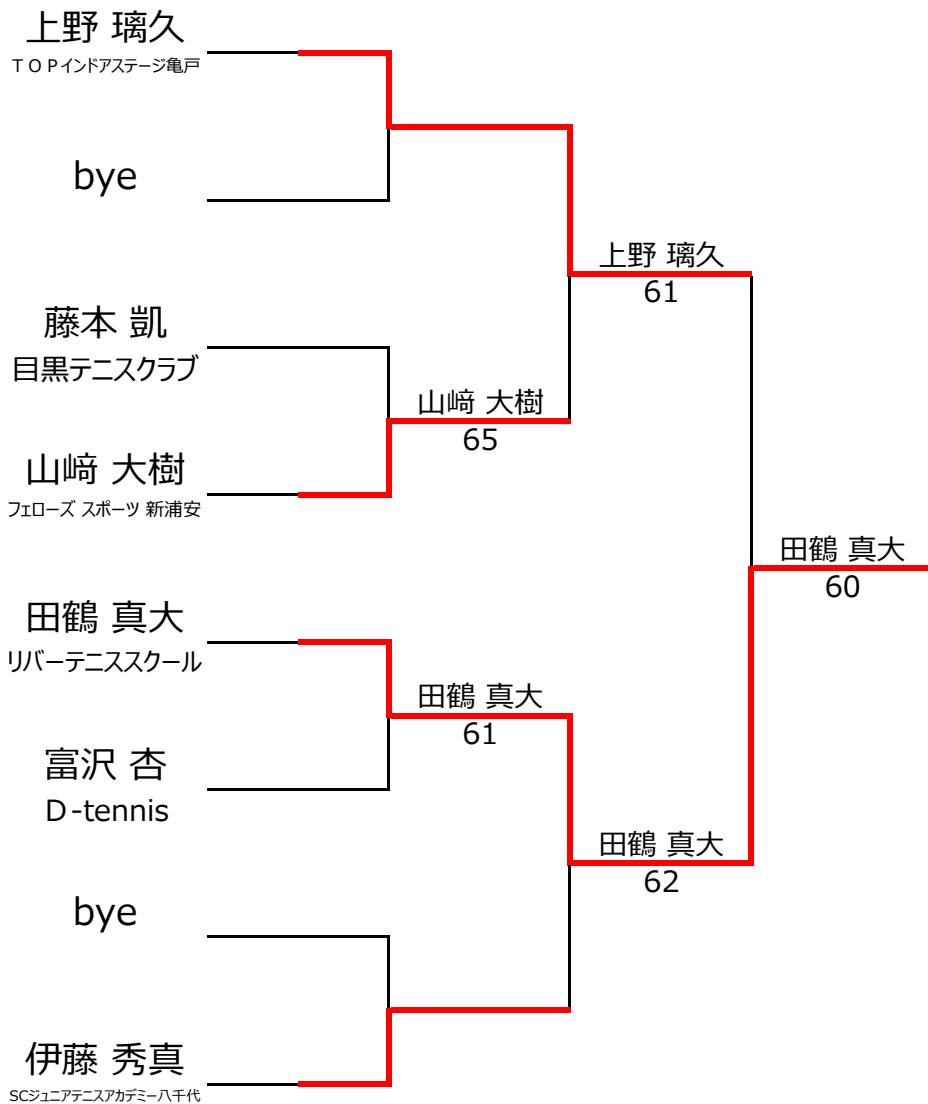 上野 璃久
ＴＯＰインドアステージ亀戸
bye
藤本 凱
目黒テニスクラブ
山﨑 大樹
フェローズ スポーツ 新浦安
田鶴 真大
リバーテニススクール
富沢 杏
Ｄ-tennis
bye
伊藤 秀真
SCジュニアテニスアカデミー八千代
山﨑 大樹
65
田鶴 真大
61
上野 璃久
61
田鶴 真大
62
田鶴 真大
60